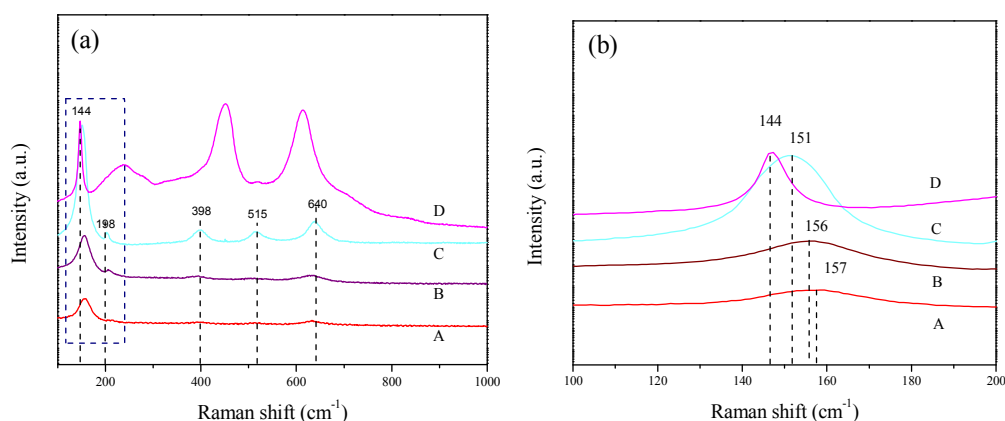 (a)
144
198
398
515
640
D
C
B
A
Intensity (a.u.)
200
400
600
800
1000
Raman shift (cm⁻¹)
(b)
144
151
156
157
D
C
B
A
Intensity (a.u.)
100
120
140
160
180
200
Raman shift (cm⁻¹)